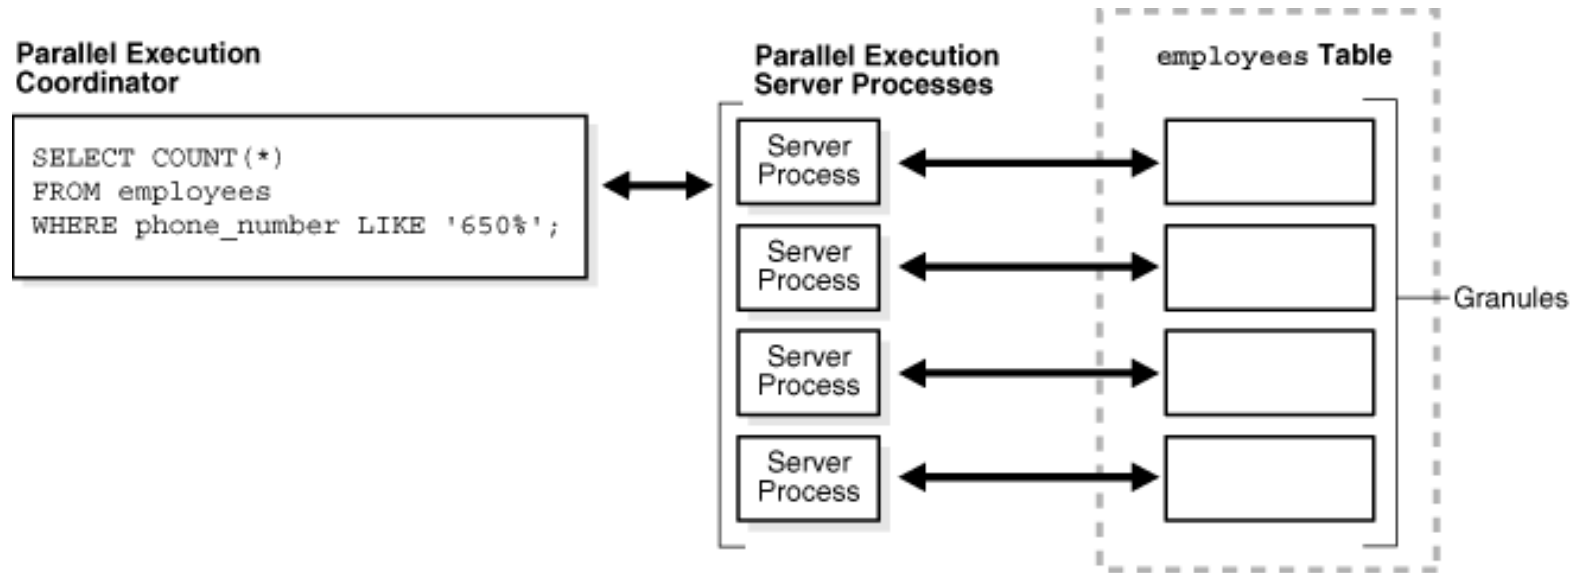 Parallel Execution
Coordinator
SELECT COUNT(*)
FROM employees
WHERE phone_number LIKE '650%';
Parallel Execution
Server Processes
Server
Process
Server
Process
Server
Process
Server
Process
employees Table
Granules